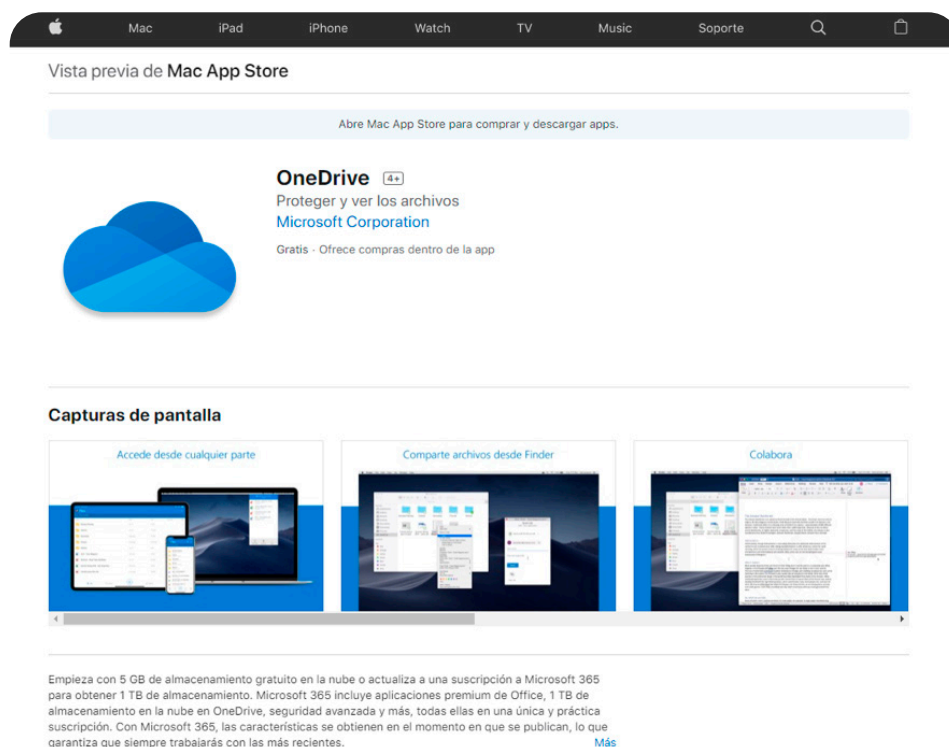 Mac iPad iPhone Watch TV Music Soporte
Vista previa de Mac App Store
Abre Mac App Store para comprar y descargar apps.
OneDrive 4+
Proteger y ver los archivos
Microsoft Corporation
Gratis · Ofrece compras dentro de la app
Capturas de pantalla
Accede desde cualquier parte
Comparte archivos desde Finder
Colabora
Empieza con 5 GB de almacenamiento gratuito en la nube o actualiza a una suscripción a Microsoft 365
para obtener 1 TB de almacenamiento. Microsoft 365 incluye aplicaciones premium de Office, 1 TB de
almacenamiento en la nube en OneDrive, seguridad avanzada y más, todas ellas en una única y práctica
suscripción. Con Microsoft 365, las características se obtienen en el momento en que se publican, lo que
garantiza que siempre trabajarás con las más recientes.
Más